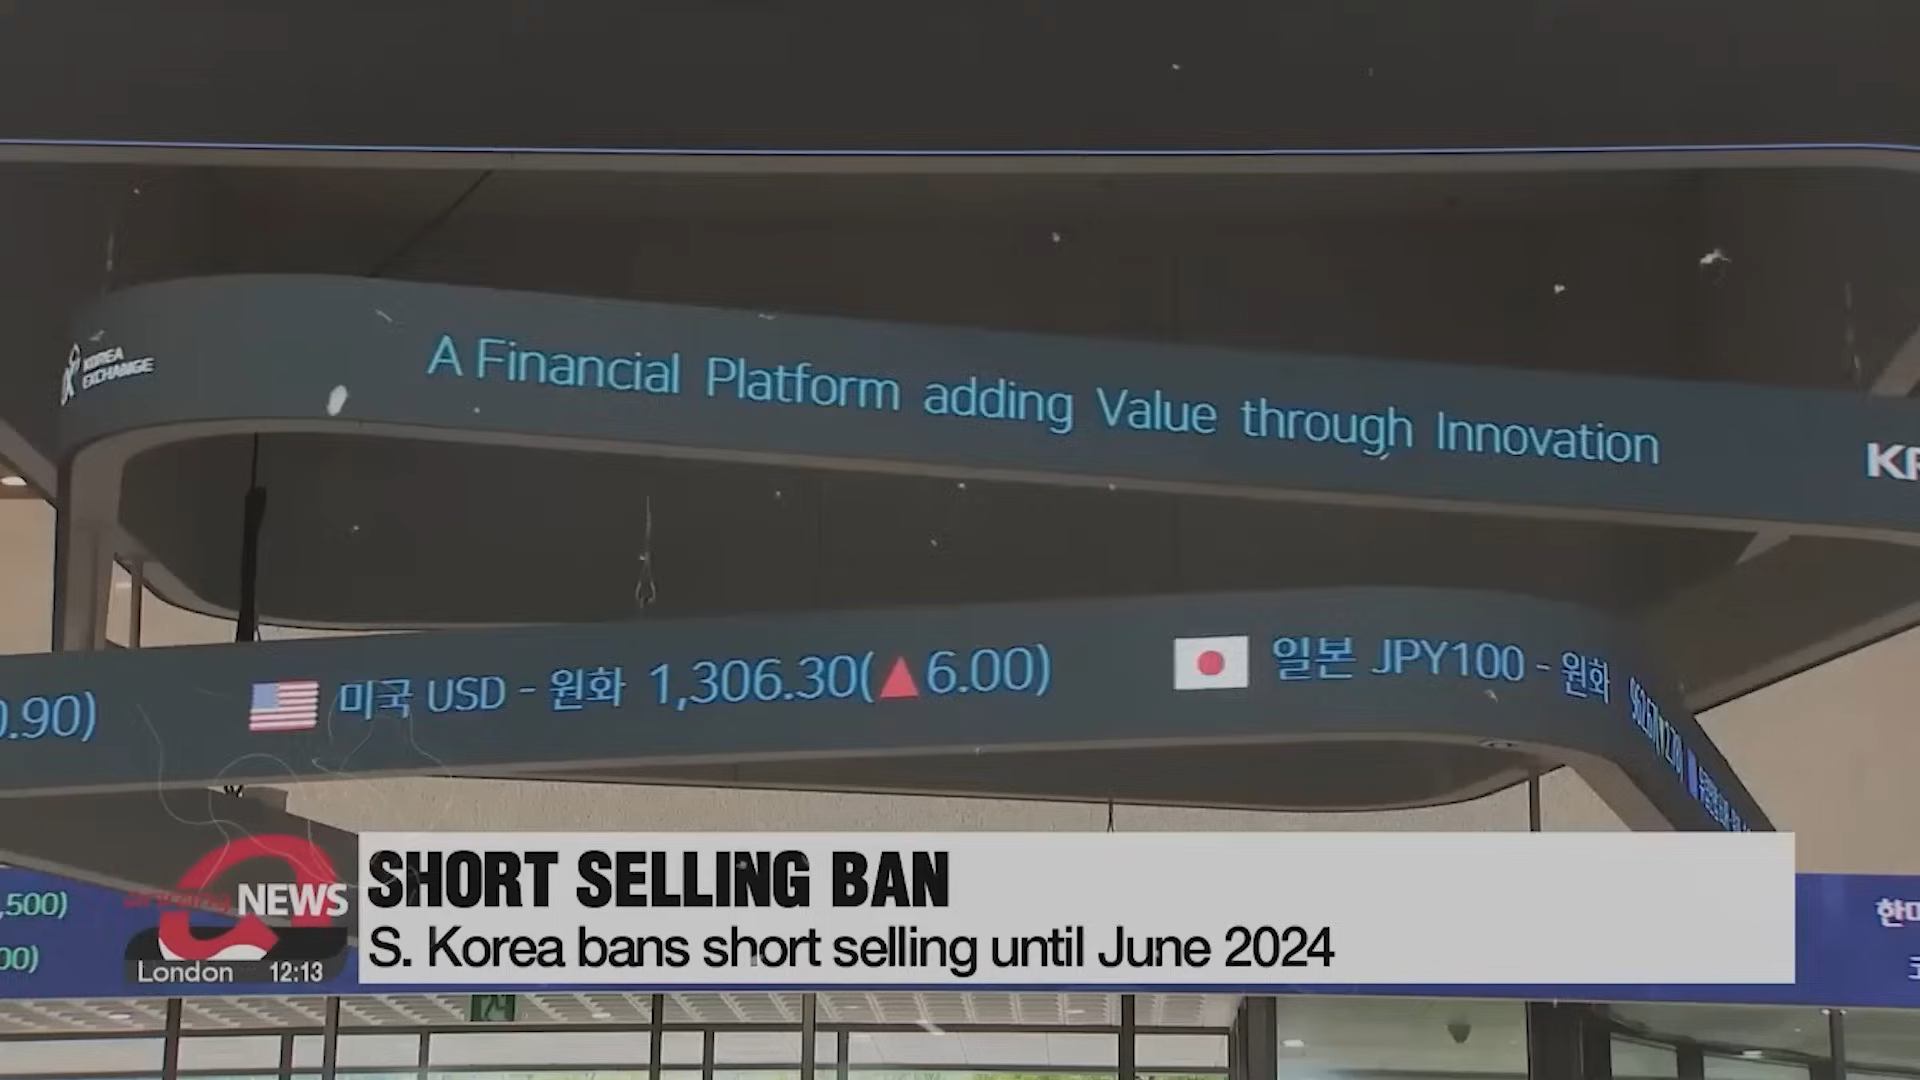 KOREA
EXCHANGE
A Financial Platform adding Value through Innovation
0.90)
미국 USD - 원화 1,306.30(▲6.00)
일본 JPY100 - 원화
,500)
00)
NEWS
London 12:13
SHORT SELLING BAN
S. Korea bans short selling until June 2024
24